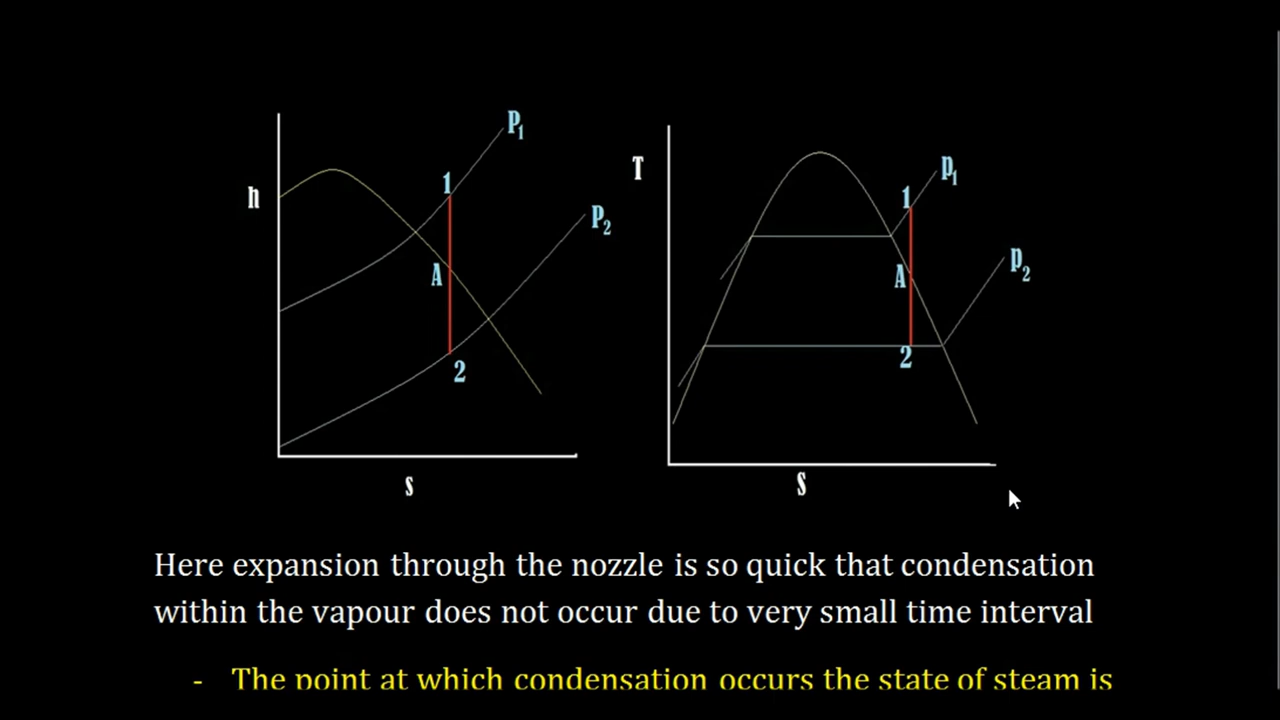 P1
1
h
P2
A
2
s
T
p1
1
A
p2
2
S
Here expansion through the nozzle is so quick that condensation
within the vapour does not occur due to very small time interval
- The point at which condensation occurs the state of steam is